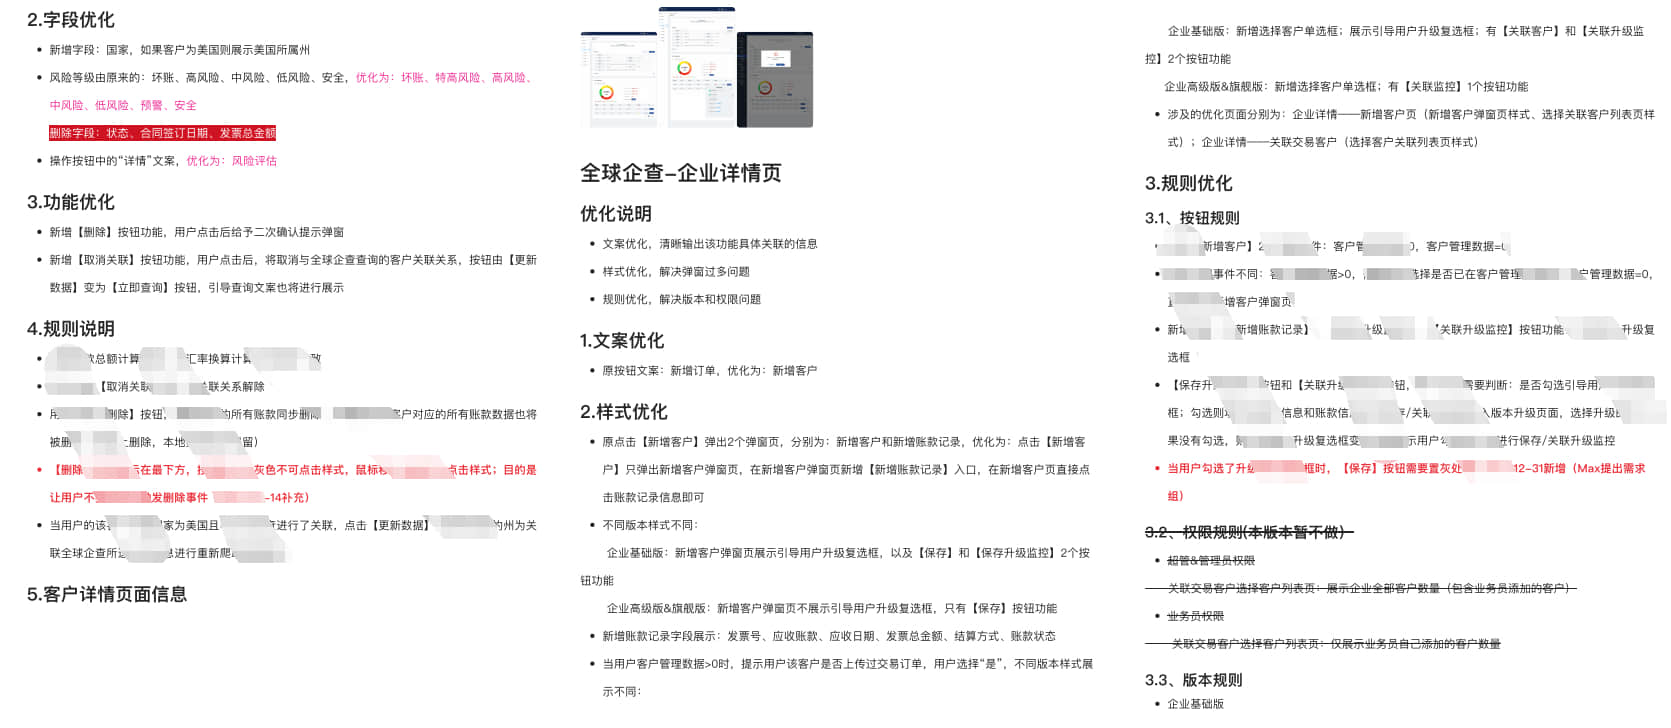 2.字段优化
新增字段：国家，如果客户为美国则展示美国所属州
风险等级由原来的：坏账、高风险、中风险、低风险、安全，优化为：坏账、特高风险、高风险、
中风险、低风险、预警、安全
删除字段：状态、合同签订日期、发票总金额
操作按钮中的“详情”文案，优化为：风险评估
3.功能优化
新增【删除】按钮功能，用户点击后给予二次确认提示弹窗
新增【取消关联】按钮功能，用户点击后，将取消与全球企查查询的客户关联关系，按钮由【更新
数据】变为【立即查询】按钮，引导查询文案也将进行展示
4.规则说明
总额计算 汇率换算计算
【取消关 联关系解除
用 删除】按钮， 的所有账款同步删 客户对应的所有账款数据也将
被删 上删除，本地 留）
【删除 示在最下方， 灰色不可点击样式，鼠标 点击样式；目的是
让用户不 发删除事件 -14补充）
当用户的该 家为美国且 进行了关联，点击【更新数据】 的州为关
联全球企查所 息进行重新爬
5.客户详情页面信息
全球企查-企业详情页
优化说明
文案优化，清晰输出该功能具体关联的信息
样式优化，解决弹窗过多问题
规则优化，解决版本和权限问题
1.文案优化
原按钮文案：新增订单，优化为：新增客户
2.样式优化
原点击【新增客户】弹出2个弹窗页，分别为：新增客户和新增账款记录，优化为：点击【新增客
户】只弹出新增客户弹窗页，在新增客户弹窗页新增【新增账款记录】入口，在新增客户页直接点
击账款记录信息即可
不同版本样式不同：
企业基础版：新增客户弹窗页展示引导用户升级复选框，以及【保存】和【保存升级监控】2个按
钮功能
企业高级版&旗舰版：新增客户弹窗页不展示引导用户升级复选框，只有【保存】按钮功能
新增账款记录字段展示：发票号、应收账款、应收日期、发票总金额、结算方式、账款状态
当用户客户管理数据>0时，提示用户该客户是否上传过交易订单，用户选择“是”，不同版本样式展
示不同：
企业基础版：新增选择客户单选框；展示引导用户升级复选框；有【关联客户】和【关联升级监
控】2个按钮功能
企业高级版&旗舰版：新增选择客户单选框；有【关联监控】1个按钮功能
涉及的优化页面分别为：企业详情——新增客户页（新增客户弹窗页样式、选择关联客户列表页样
式）；企业详情——关联交易客户（选择客户关联列表页样式）
3.规则优化
3.1、按钮规则
新增客户】2 件：客户管 0，客户管理数据=0
事件不同： 据>0， 选择是否已在客户管理 户管理数据=0，
增客户弹窗页
新增 新增账款记录】 升级 【关联升级监控】按钮功能 升级复
选框
【保存升 按钮和【关联升 钮， 需要判断：是否勾选引导用
框；勾选则 信息和账款信 存/关联 入版本升级页面，选择升级
果没有勾选， 升级复选框变 示用户勾 进行保存/关联升级监控
当用户勾选了升级 框时，【保存】按钮需要置灰处 12-31新增（Max提出需求
组）
3.2、权限规则(本版本暂不做）
超管&管理员权限
关联交易客户选择客户列表页：展示企业全部客户数量（包含业务员添加的客户）
业务员权限
关联交易客户选择客户列表页：仅展示业务员自己添加的客户数量
3.3、版本规则
企业基础版